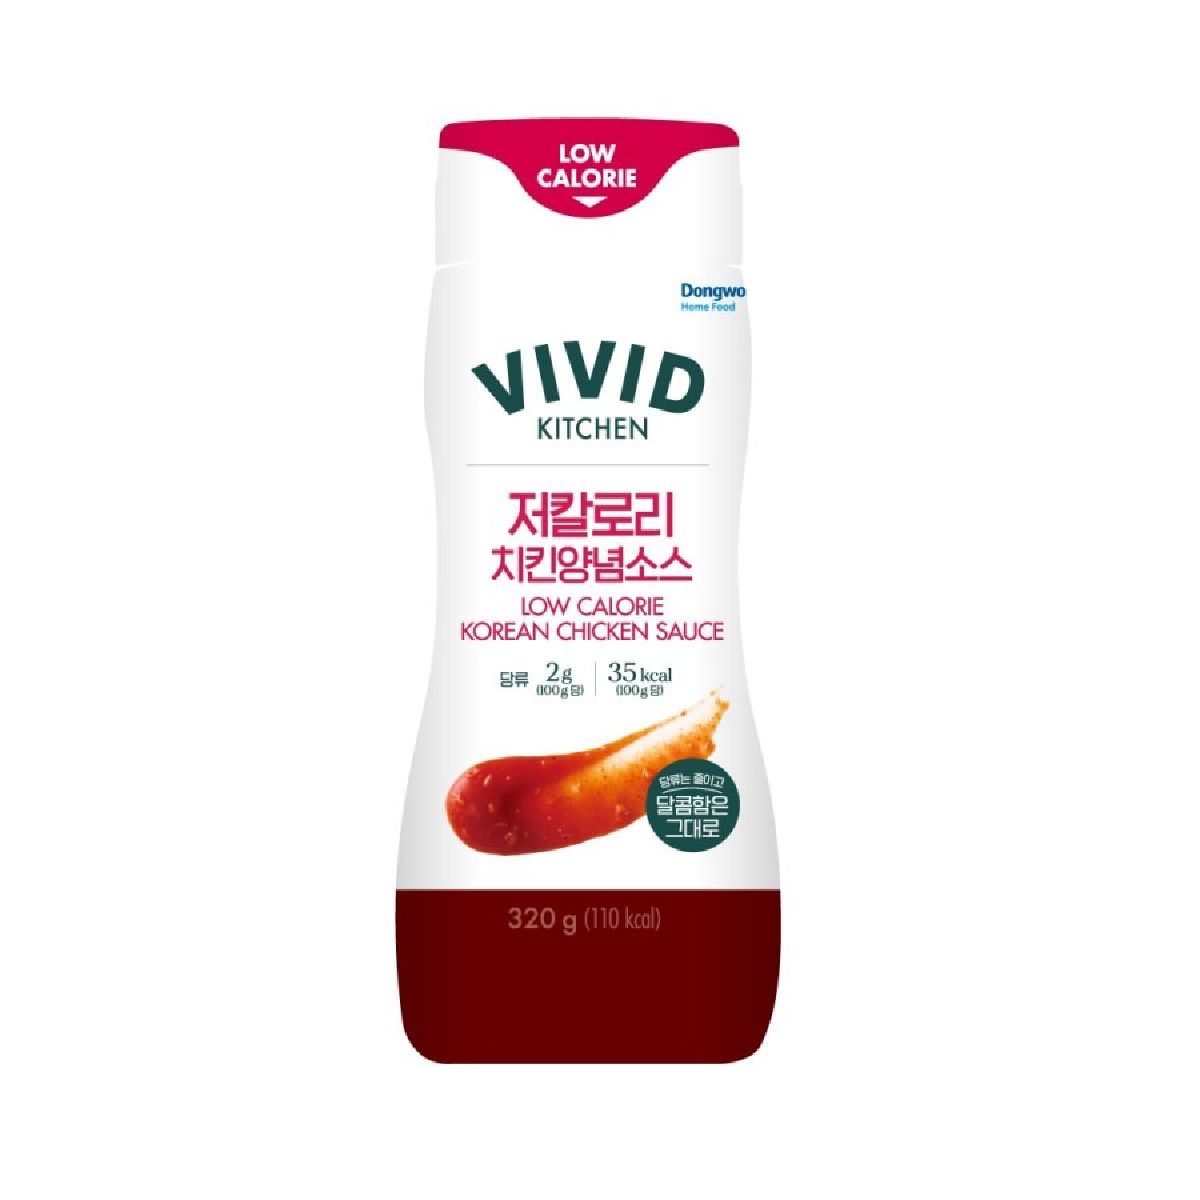 LOW
CALORIE
Dongwo
Home Food
VIVID
KITCHEN
저칼로리
치킨양념소스
LOW CALORIE
KOREAN CHICKEN SAUCE
당류 2g (100g 당) 35 kcal (100g 당)
당류는 줄이고
달콤함은
그대로
320 g (110 kcal)